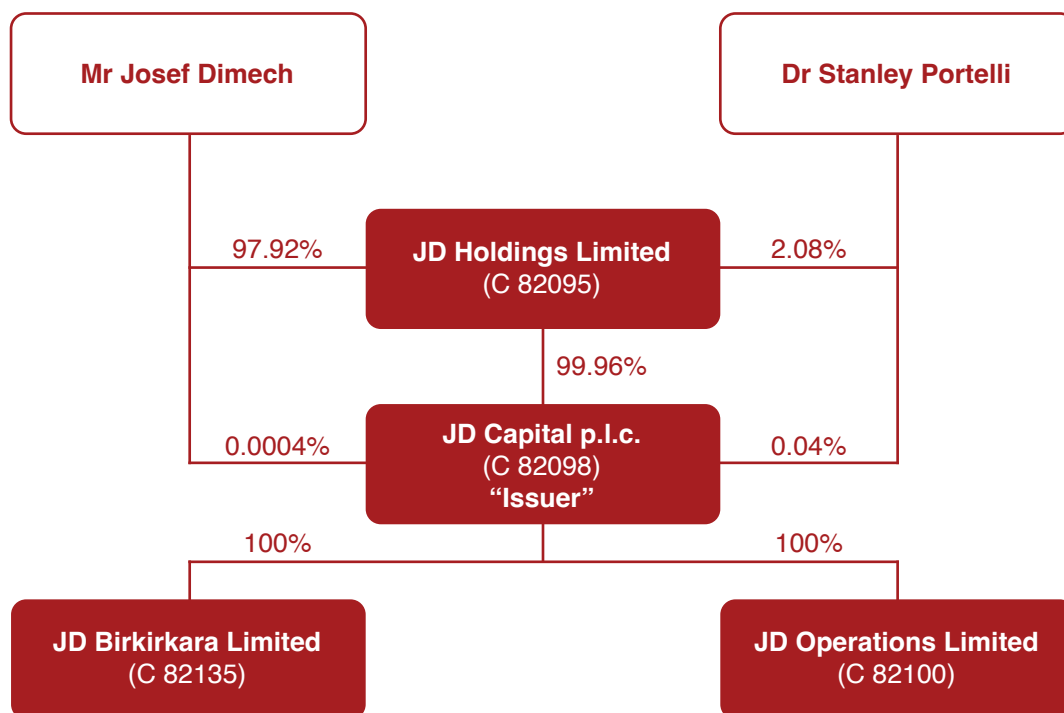 Mr Josef Dimech
Dr Stanley Portelli
97.92%
JD Holdings Limited
(C 82095)
2.08%
99.96%
0.0004%
JD Capital p.l.c.
(C 82098)
“Issuer”
0.04%
100%
100%
JD Birkirkara Limited
(C 82135)
JD Operations Limited
(C 82100)